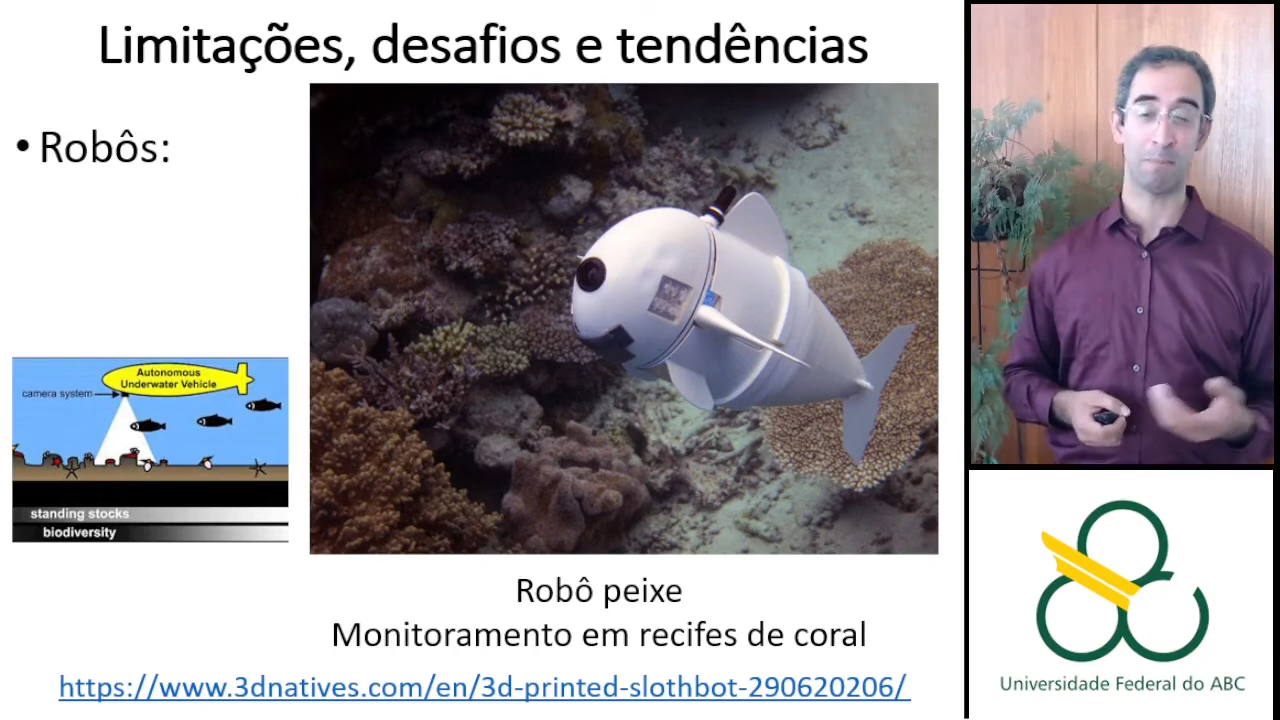 Limitações, desafios e tendências
• Robôs:
Autonomous
Underwater Vehicle
camera system
standing stocks
biodiversity
Robô peixe
Monitoramento em recifes de coral
https://www.3dnatives.com/en/3d-printed-slothbot-290620206/
Universidade Federal do ABC